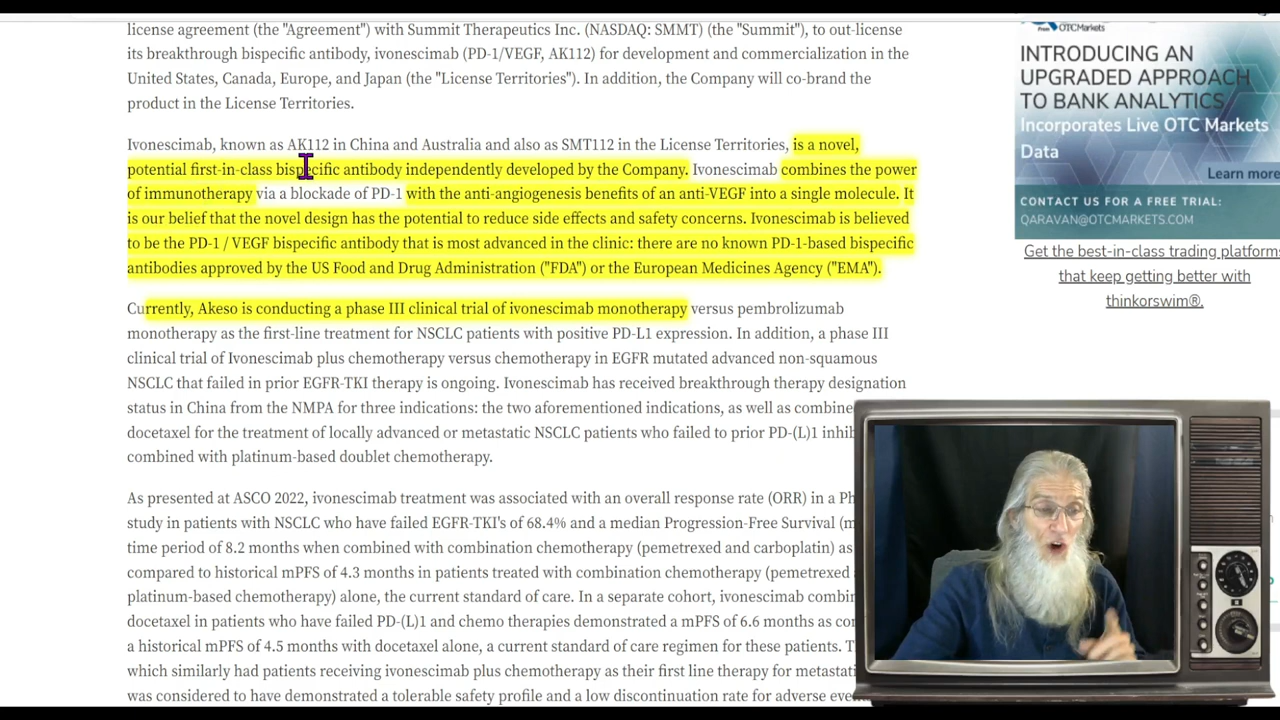 license agreement (the "Agreement") with Summit Therapeutics Inc. (NASDAQ: SMMT) (the "Summit"), to out-license
its breakthrough bispecific antibody, ivonescimab (PD-1/VEGF, AK112) for development and commercialization in the
United States, Canada, Europe, and Japan (the "License Territories"). In addition, the Company will co-brand the
product in the License Territories.
Ivonescimab, known as AK112 in China and Australia and also as SMT112 in the License Territories, is a novel,
potential first-in-class bispecific antibody independently developed by the Company. Ivonescimab combines the power
of immunotherapy via a blockade of PD-1 with the anti-angiogenesis benefits of an anti-VEGF into a single molecule. It
is our belief that the novel design has the potential to reduce side effects and safety concerns. Ivonescimab is believed
to be the PD-1 / VEGF bispecific antibody that is most advanced in the clinic: there are no known PD-1-based bispecific
antibodies approved by the US Food and Drug Administration ("FDA") or the European Medicines Agency ("EMA").
Currently, Akeso is conducting a phase III clinical trial of ivonescimab monotherapy versus pembrolizumab
monotherapy as the first-line treatment for NSCLC patients with positive PD-L1 expression. In addition, a phase III
clinical trial of Ivonescimab plus chemotherapy versus chemotherapy in EGFR mutated advanced non-squamous
NSCLC that failed in prior EGFR-TKI therapy is ongoing. Ivonescimab has received breakthrough therapy designation
status in China from the NMPA for three indications: the two aforementioned indications, as well as combine
docetaxel for the treatment of locally advanced or metastatic NSCLC patients who failed to prior PD-(L)1 inhib
combined with platinum-based doublet chemotherapy.
As presented at ASCO 2022, ivonescimab treatment was associated with an overall response rate (ORR) in a Ph
study in patients with NSCLC who have failed EGFR-TKI's of 68.4% and a median Progression-Free Survival (m
time period of 8.2 months when combined with combination chemotherapy (pemetrexed and carboplatin) as
compared to historical mPFS of 4.3 months in patients treated with combination chemotherapy (pemetrexed
platinum-based chemotherapy) alone, the current standard of care. In a separate cohort, ivonescimab combin
docetaxel in patients who have failed PD-(L)1 and chemo therapies demonstrated a mPFS of 6.6 months as co
a historical mPFS of 4.5 months with docetaxel alone, a current standard of care regimen for these patients. T
which similarly had patients receiving ivonescimab plus chemotherapy as their first line therapy for metasta
was considered to have demonstrated a tolerable safety profile and a low discontinuation rate for adverse eve
From OTCMarkets
INTRODUCING AN
UPGRADED APPROACH
TO BANK ANALYTICS
Incorporates Live OTC Markets
Data
Learn more
CONTACT US FOR A FREE TRIAL:
QARAVAN@OTCMARKETS.COM
Get the best-in-class trading platforms
that keep getting better with
thinkorswim®.